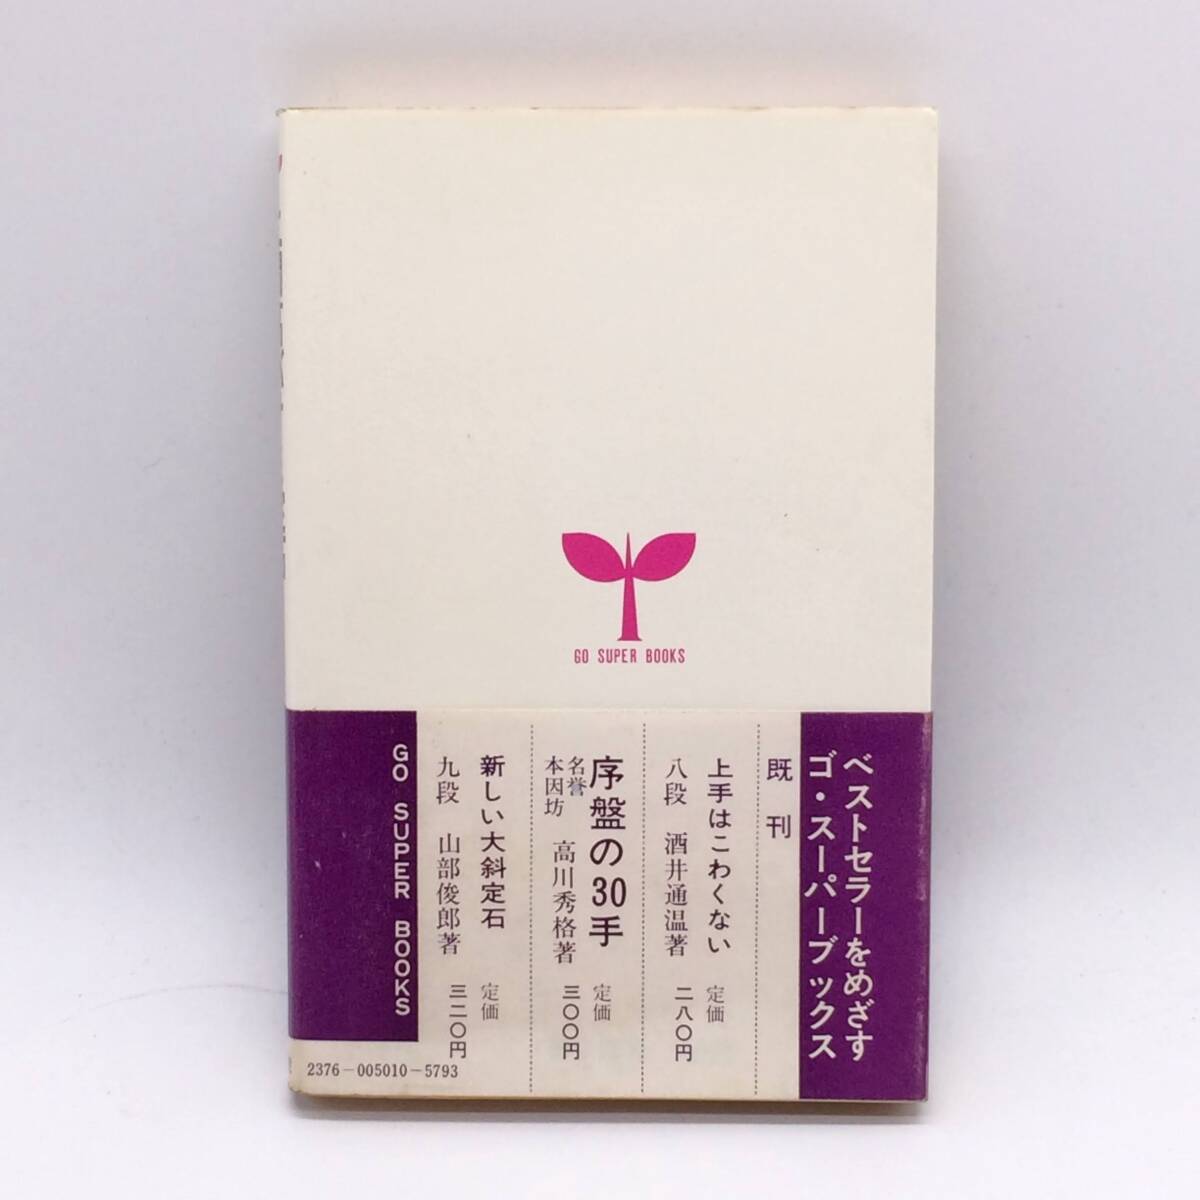 GO SUPER BOOKS
ベストセラーをめざす
ゴ・スーパーブックス
既刊
上手はこわくない 定価
八段 酒井通温著 二八〇円
序盤の30手 定価
名誉
本因坊 高川秀格著 三〇〇円
新しい大斜定石 定価
九段 山部俊郎著 三二〇円
GO SUPER BOOKS
2376-005010-5793